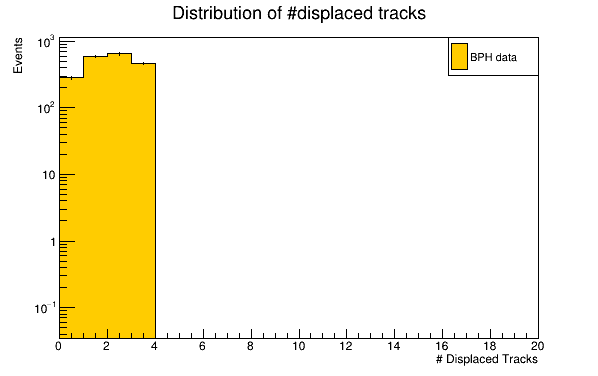 Distribution of #displaced tracks
Events
BPH data
10³
10²
10
1
10⁻¹
0 2 4 6 8 10 12 14 16 18 20
# Displaced Tracks